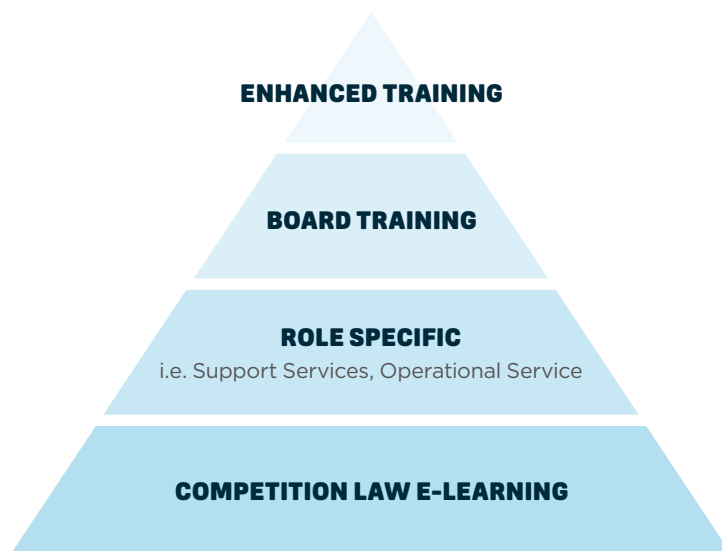 ENHANCED TRAINING
BOARD TRAINING
ROLE SPECIFIC
i.e. Support Services, Operational Service
COMPETITION LAW E-LEARNING